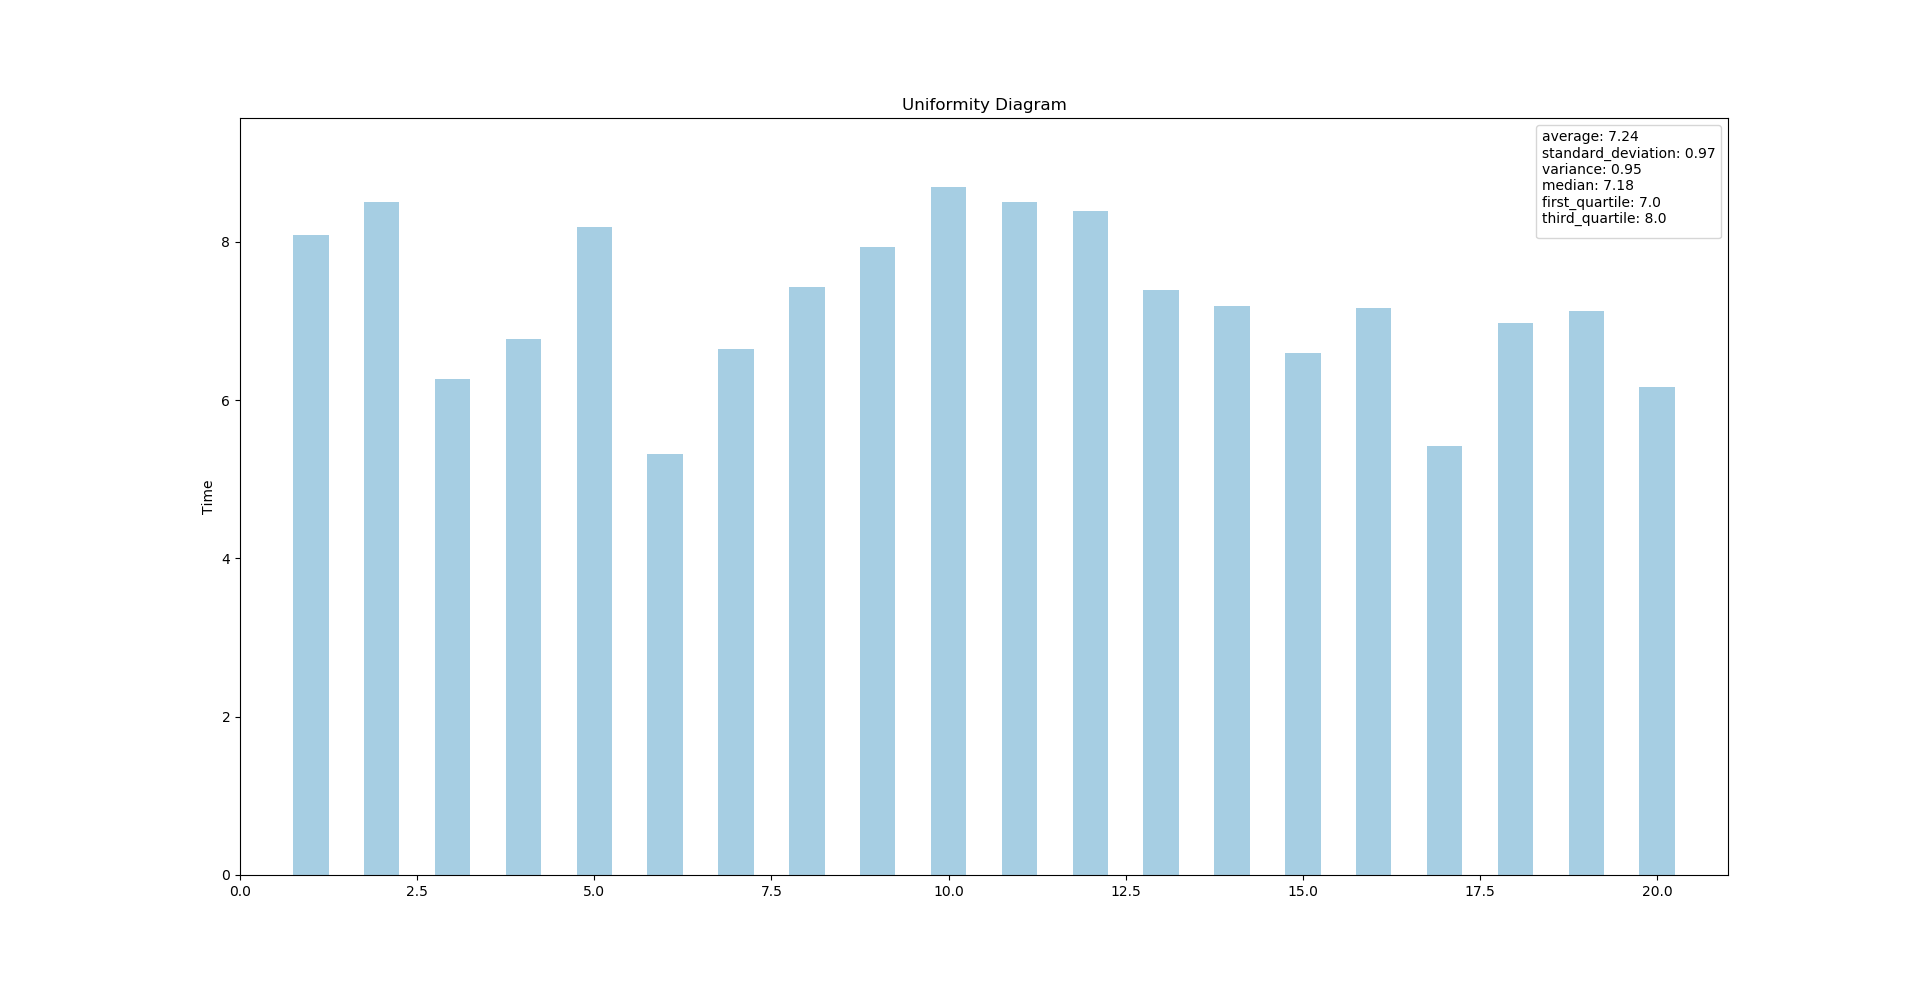 Uniformity Diagram
average: 7.24
standard_deviation: 0.97
variance: 0.95
median: 7.18
first_quartile: 7.0
third_quartile: 8.0
8
6
Time
4
2
0
0.0 2.5 5.0 7.5 10.0 12.5 15.0 17.5 20.0